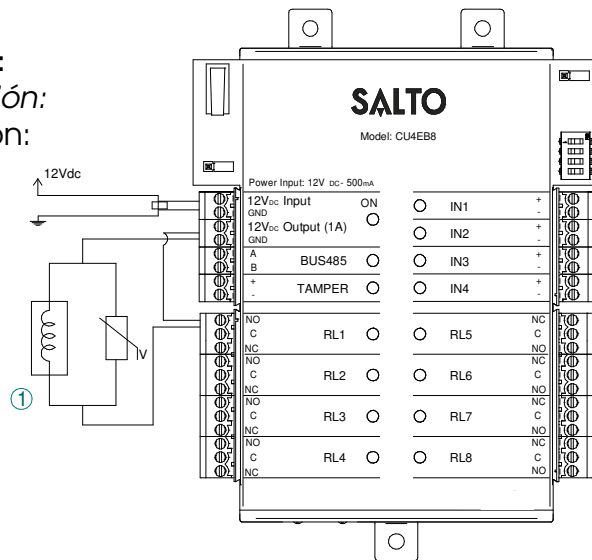 :
ón:
on:
SALTO
Model: CU4EB8
12Vdc
Power Input: 12V DC- 500mA
12VDC Input ON
GND
12VDC Output (1A)
GND
A
B
BUS485
+
-
TAMPER
IN1 +
-
IN2 +
-
IN3 +
-
IN4 +
-
NO
C RL1
NC
NO
C RL2
NC
NO
C RL3
NC
NO
C RL4
NC
NC
RL5 C
NO
NC
RL6 C
NO
NC
RL7 C
NO
NC
RL8 C
NO
V
1